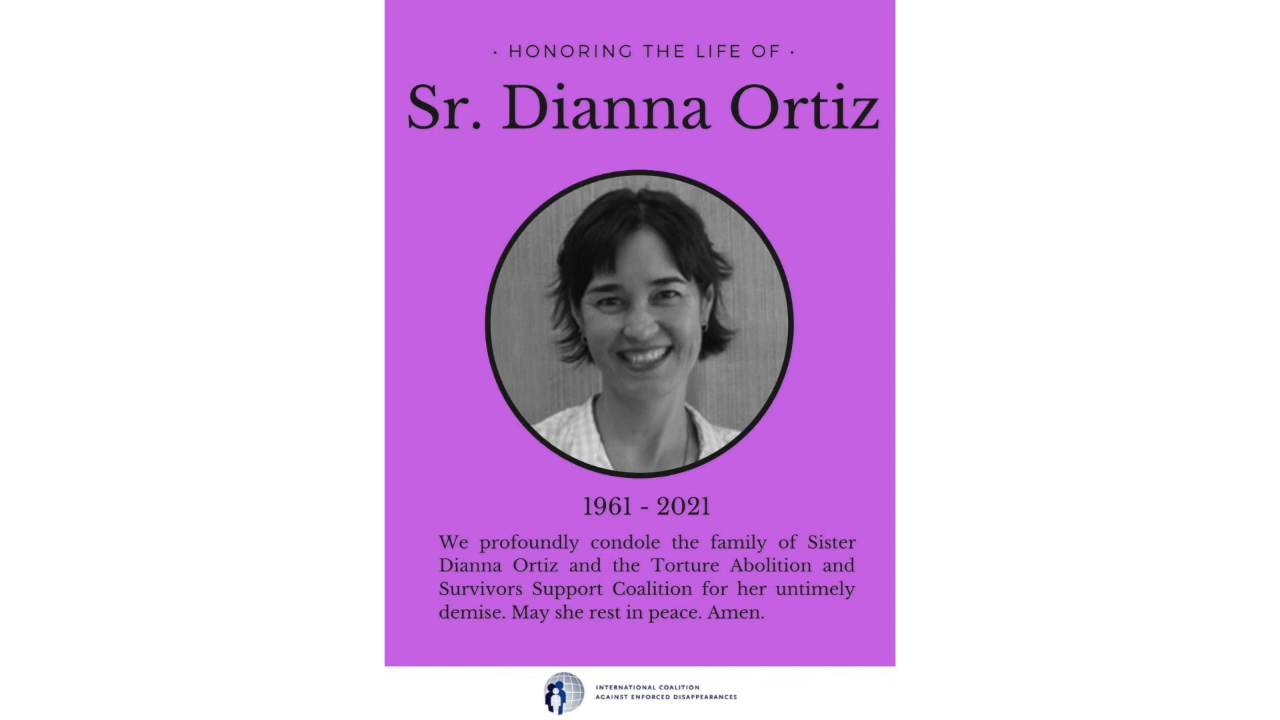 · HONORING THE LIFE OF ·
Sr. Dianna Ortiz
1961 - 2021
We profoundly condole the family of Sister
Dianna Ortiz and the Torture Abolition and
Survivors Support Coalition for her untimely
demise. May she rest in peace. Amen.
INTERNATIONAL COALITION
AGAINST ENFORCED DISAPPEARANCES